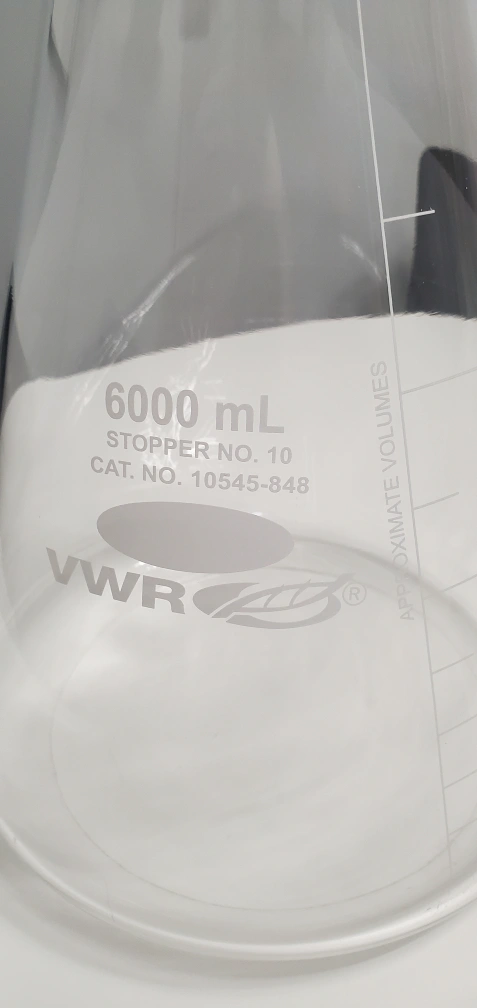 6000 mL
STOPPER NO. 10
CAT. NO. 10545-848
VWR ®
APPROXIMATE VOLUMES